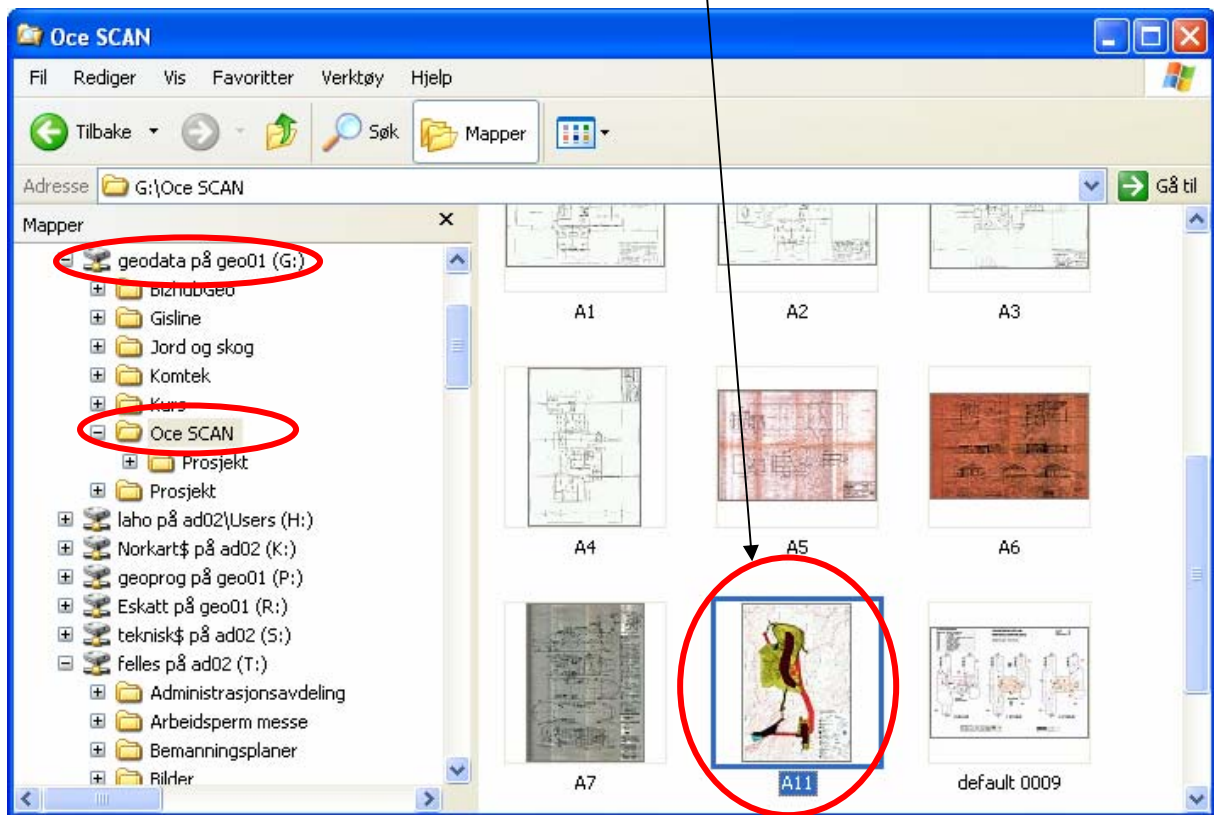 Oce SCAN
Fil Rediger Vis Favoritter Verktøy Hjelp
Tilbake Søk Mapper
Adresse G:\Oce SCAN Gå til
Mapper
geodata på geo01 (G:)
BizhubGeo
Gisline
Jord og skog
Komtek
Kurs
Oce SCAN
Prosjekt
Prosjekt
laho på ad02\Users (H:)
Norkart$ på ad02 (K:)
geoprog på geo01 (P:)
Eskatt på geo01 (R:)
teknisk$ på ad02 (S:)
felles på ad02 (T:)
Administrasjonsavdeling
Arbeidsperm messe
Bemanningsplaner
Bilder
A1 A2 A3
A4 A5 A6
A7 A11 default 0009